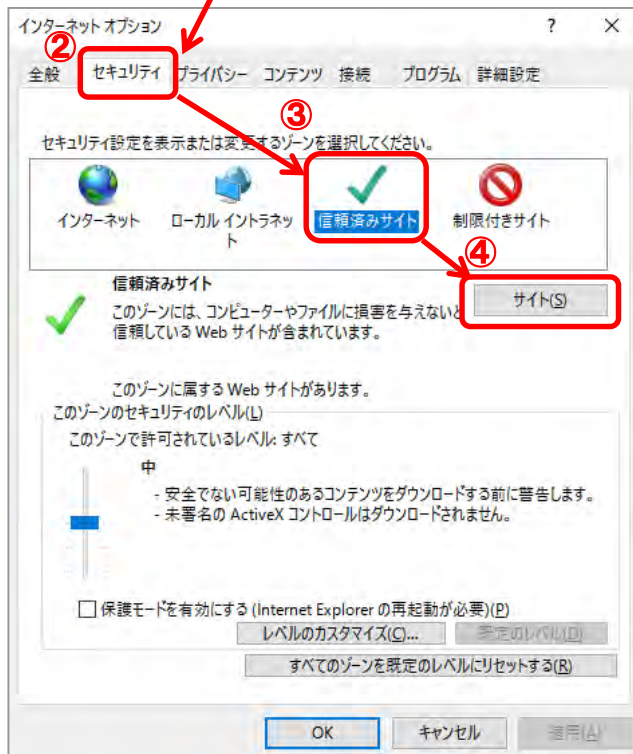 インターネット オプション ? ×
②
全般 セキュリティ プライバシー コンテンツ 接続 プログラム 詳細設定
③
セキュリティ設定を表示または変更するゾーンを選択してください。
インターネット ローカル イントラネット 信頼済みサイト 制限付きサイト
④
信頼済みサイト
サイト(S)
このゾーンには、コンピューターやファイルに損害を与えないと
信頼している Web サイトが含まれています。
このゾーンに属する Web サイトがあります。
このゾーンのセキュリティのレベル(L)
このゾーンで許可されているレベル: すべて
中
- 安全でない可能性のあるコンテンツをダウンロードする前に警告します。
- 未署名の ActiveX コントロールはダウンロードされません。
保護モードを有効にする (Internet Explorer の再起動が必要)(P)
レベルのカスタマイズ(C)... 既定のレベル(D)
すべてのゾーンを既定のレベルにリセットする(R)
OK キャンセル 適用(A)